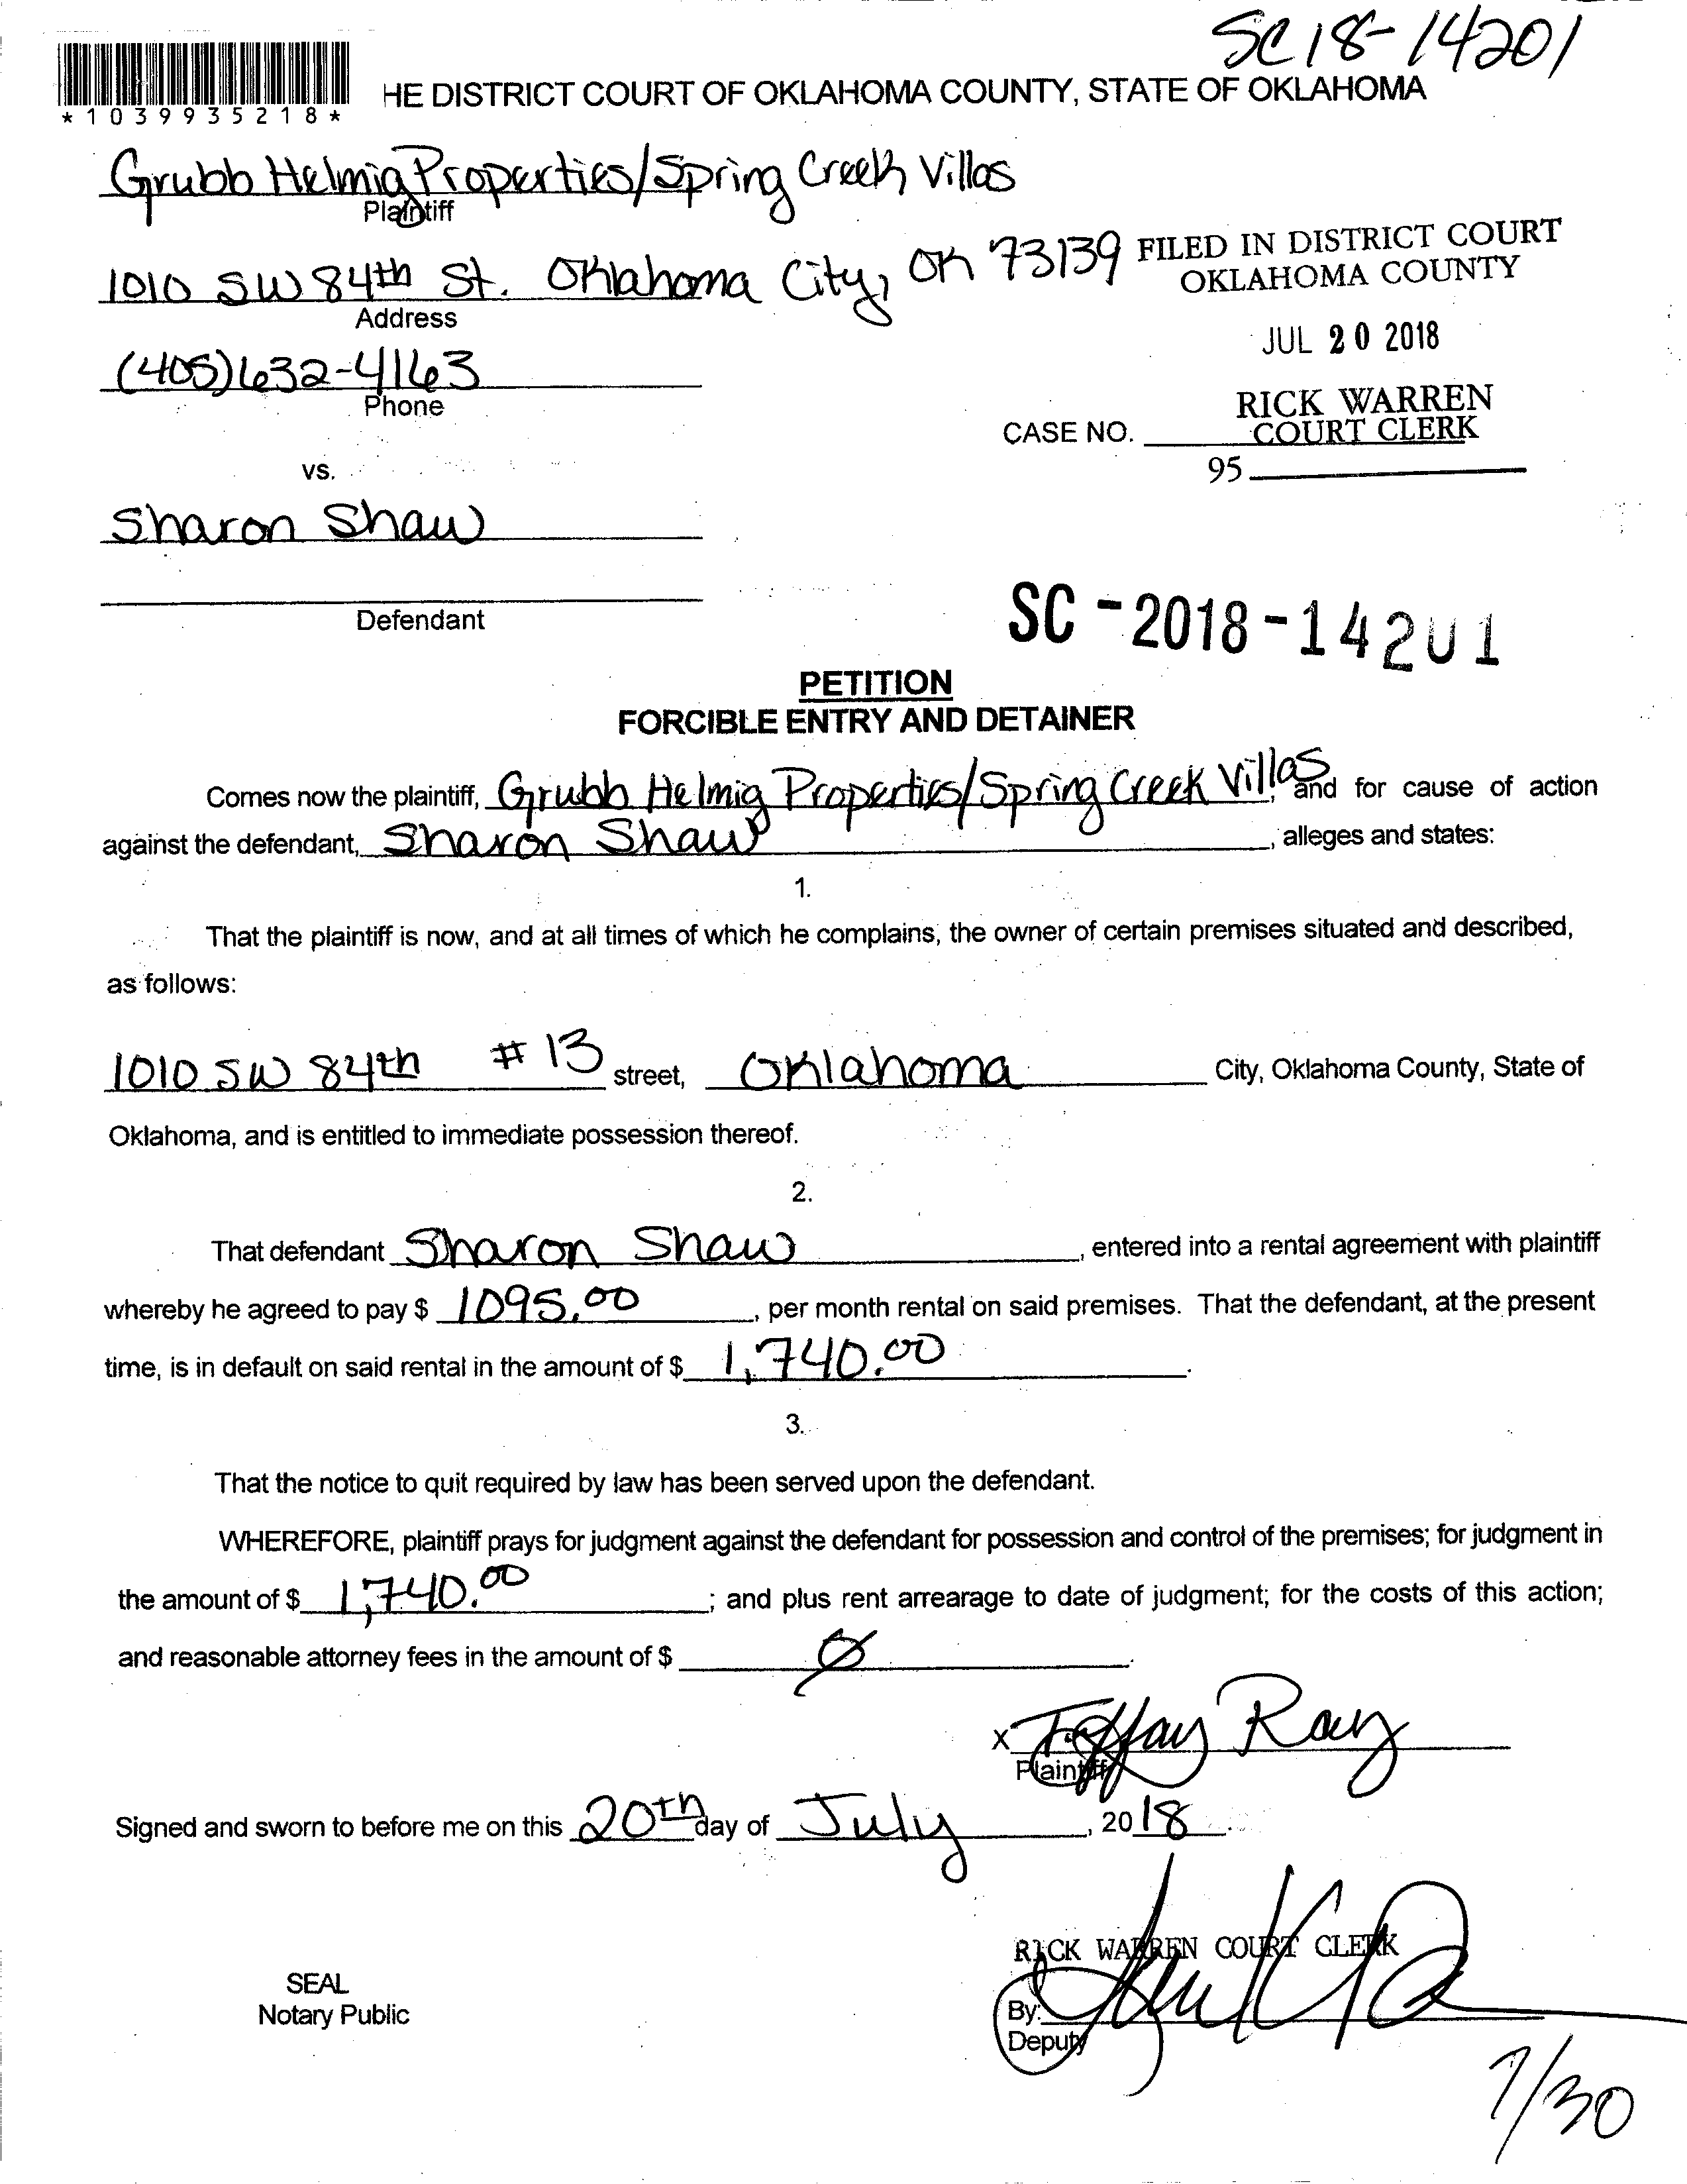 SC18-14201
*1039935218*
HE DISTRICT COURT OF OKLAHOMA COUNTY, STATE OF OKLAHOMA
Grubb Helmig Properties/Spring Creek Villas
Plaintiff
1010 SW 84th St. Oklahoma City, OK 73139
FILED IN DISTRICT COURT
OKLAHOMA COUNTY
Address
JUL 20 2018
(405)632-4163
Phone
RICK WARREN
CASE NO. COURT CLERK
95
vs.
Sharon Shaw
Defendant
SC-2018-14201
PETITION
FORCIBLE ENTRY AND DETAINER
Comes now the plaintiff, Grubb Helmig Properties/Spring Creek Villas, and for cause of action
against the defendant, Sharon Shaw, alleges and states:
1.
That the plaintiff is now, and at all times of which he complains, the owner of certain premises situated and described,
as follows:
1010 SW 84th #13 street, Oklahoma City, Oklahoma County, State of
Oklahoma, and is entitled to immediate possession thereof.
2.
That defendant Sharon Shaw, entered into a rental agreement with plaintiff
whereby he agreed to pay $ 1095.00, per month rental on said premises. That the defendant, at the present
time, is in default on said rental in the amount of $ 1,740.00.
3.
That the notice to quit required by law has been served upon the defendant.
WHEREFORE, plaintiff prays for judgment against the defendant for possession and control of the premises; for judgment in
the amount of $ 1,740.00; and plus rent arrearage to date of judgment; for the costs of this action;
and reasonable attorney fees in the amount of $ Ø.
X Tiffany Ray
Plaintiff
Signed and sworn to before me on this 20th day of July, 2018.
RICK WARREN COURT CLERK
SEAL
Notary Public
By:
Deputy
7/30